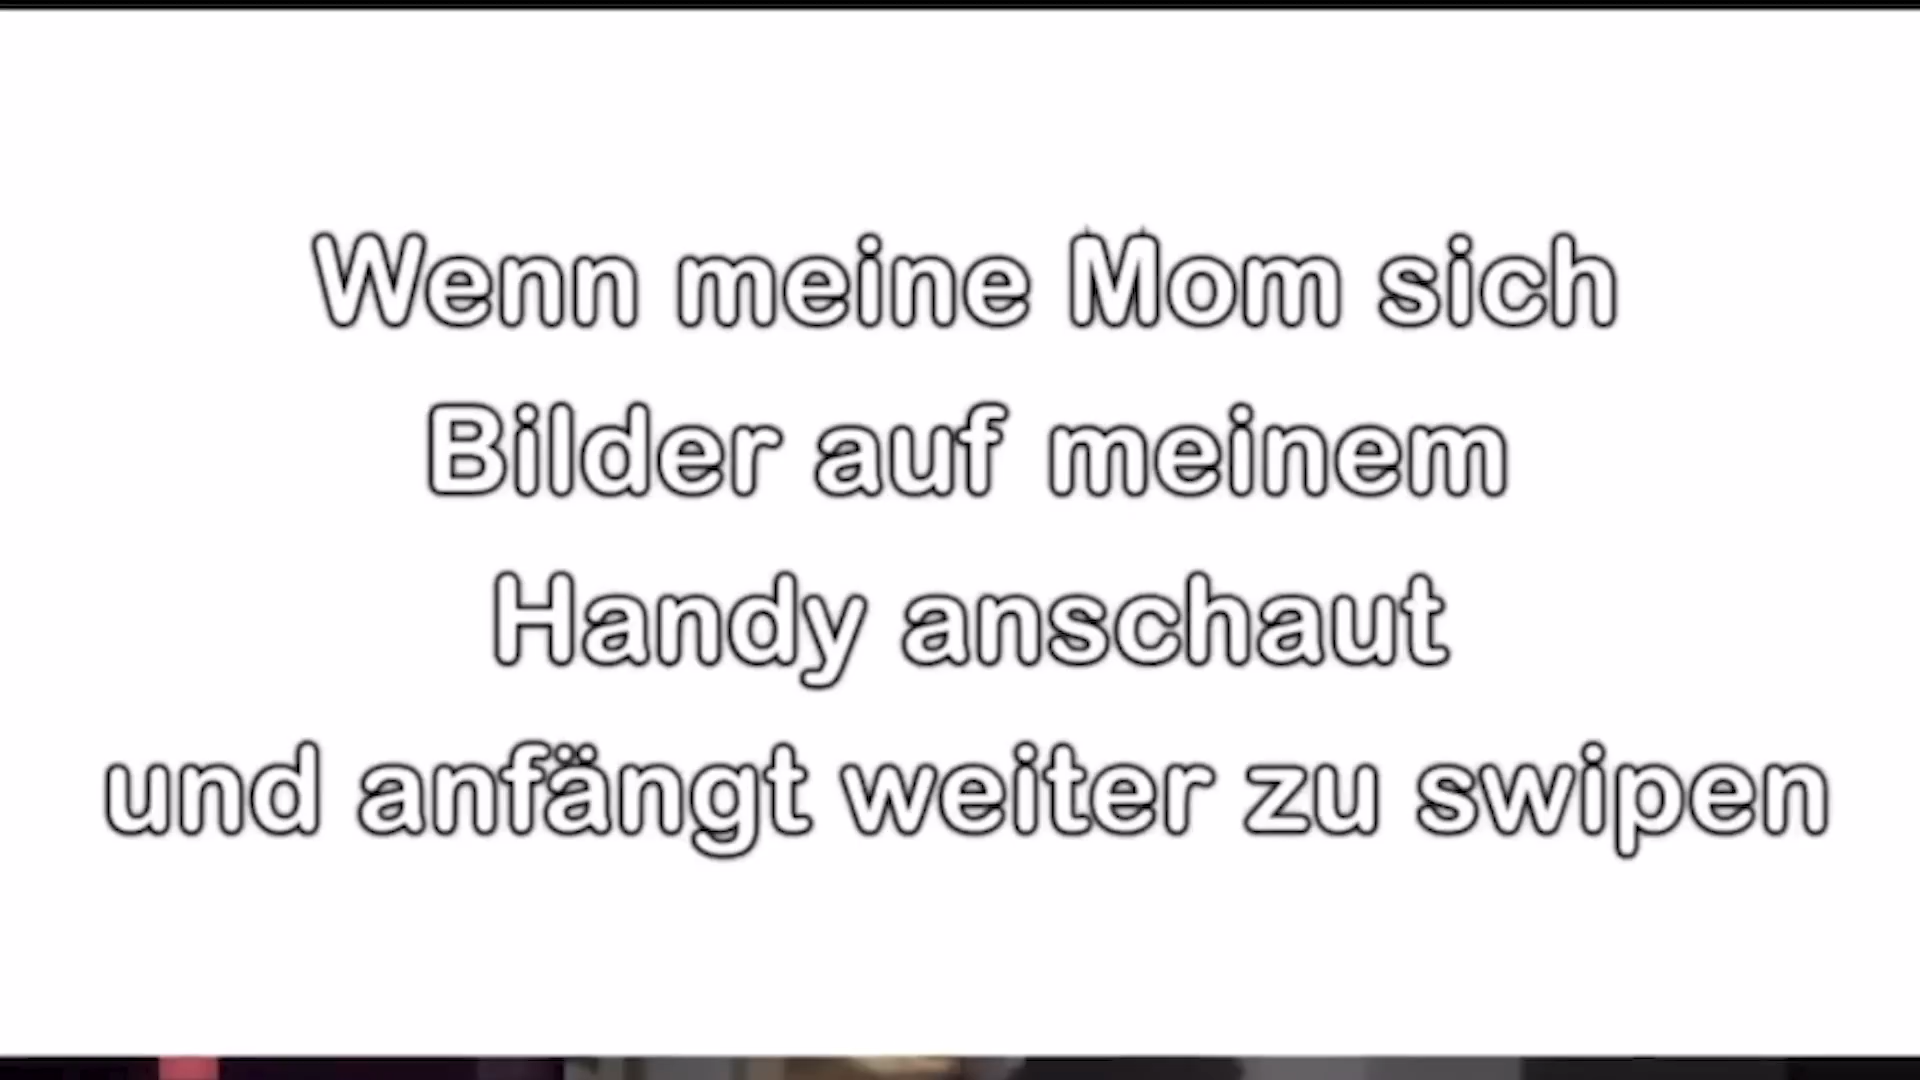 Wenn meine Mom sich
Bilder auf meinem
Handy anschaut
und anfängt weiter zu swipen